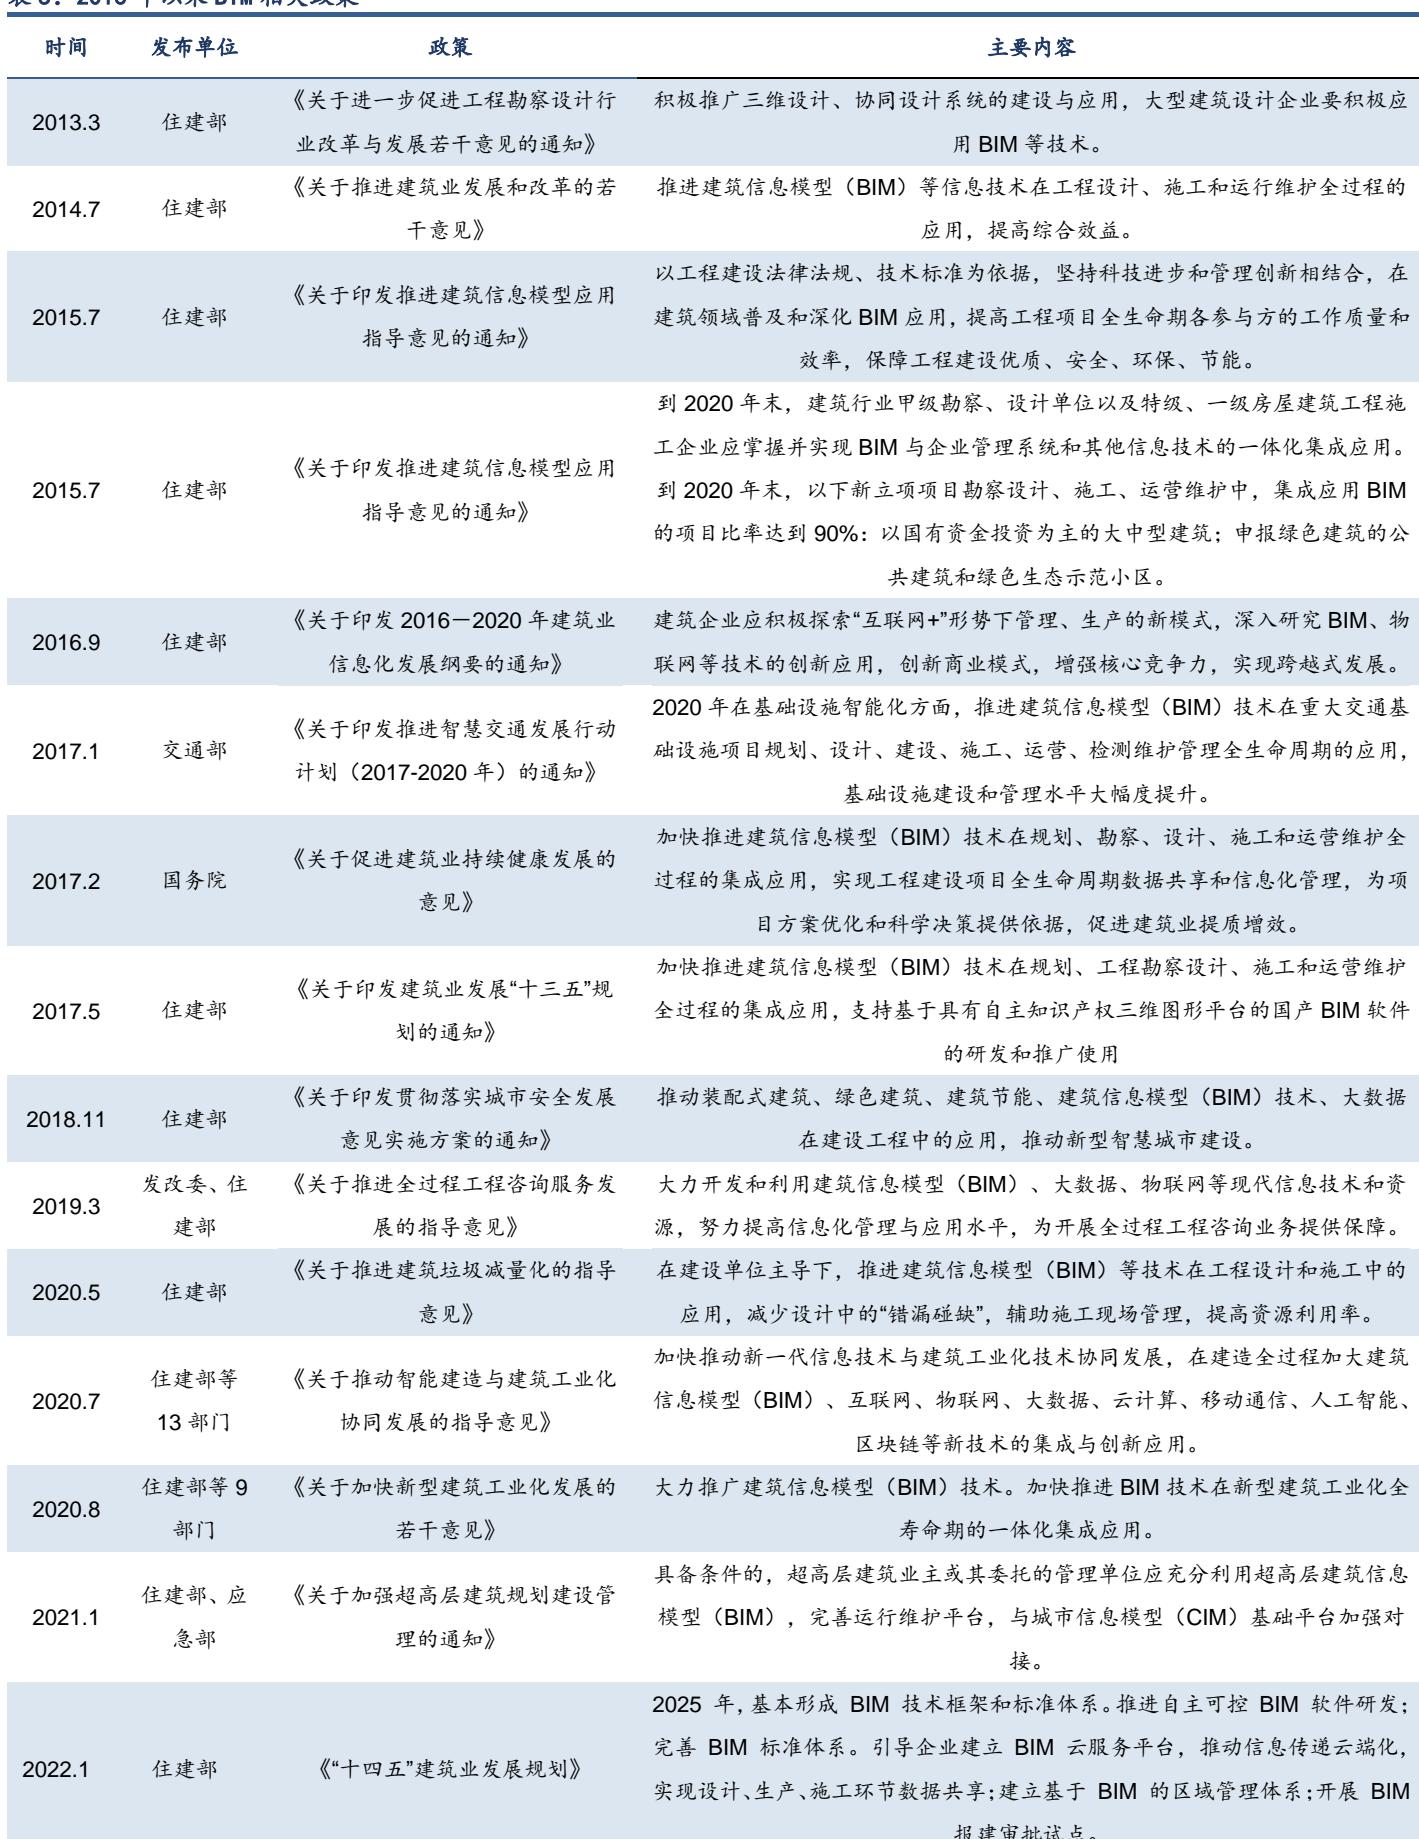 表 3：2013 年以来 BIM 相关政策
时间 发布单位 政策 主要内容
2013.3 住建部
《关于进一步促进工程勘察设计行
业改革与发展若干意见的通知》
积极推广三维设计、协同设计系统的建设与应用，大型建筑设计企业要积极应
用 BIM 等技术。
2014.7 住建部
《关于推进建筑业发展和改革的若
干意见》
推进建筑信息模型（BIM）等信息技术在工程设计、施工和运行维护全过程的
应用，提高综合效益。
2015.7 住建部
《关于印发推进建筑信息模型应用
指导意见的通知》
以工程建设法律法规、技术标准为依据，坚持科技进步和管理创新相结合，在
建筑领域普及和深化 BIM 应用，提高工程项目全生命期各参与方的工作质量和
效率，保障工程建设优质、安全、环保、节能。
2015.7 住建部
《关于印发推进建筑信息模型应用
指导意见的通知》
到 2020 年末，建筑行业甲级勘察、设计单位以及特级、一级房屋建筑工程施
工企业应掌握并实现 BIM 与企业管理系统和其他信息技术的一体化集成应用。
到 2020 年末，以下新立项项目勘察设计、施工、运营维护中，集成应用 BIM
的项目比率达到 90%：以国有资金投资为主的大中型建筑；申报绿色建筑的公
共建筑和绿色生态示范小区。
2016.9 住建部
《关于印发 2016－2020 年建筑业
信息化发展纲要的通知》
建筑企业应积极探索“互联网+”形势下管理、生产的新模式，深入研究 BIM、物
联网等技术的创新应用，创新商业模式，增强核心竞争力，实现跨越式发展。
2017.1 交通部
《关于印发推进智慧交通发展行动
计划（2017-2020 年）的通知》
2020 年在基础设施智能化方面，推进建筑信息模型（BIM）技术在重大交通基
础设施项目规划、设计、建设、施工、运营、检测维护管理全生命周期的应用，
基础设施建设和管理水平大幅度提升。
2017.2 国务院
《关于促进建筑业持续健康发展的
意见》
加快推进建筑信息模型（BIM）技术在规划、勘察、设计、施工和运营维护全
过程的集成应用，实现工程建设项目全生命周期数据共享和信息化管理，为项
目方案优化和科学决策提供依据，促进建筑业提质增效。
2017.5 住建部
《关于印发建筑业发展“十三五”规
划的通知》
加快推进建筑信息模型（BIM）技术在规划、工程勘察设计、施工和运营维护
全过程的集成应用，支持基于具有自主知识产权三维图形平台的国产 BIM 软件
的研发和推广使用
2018.11 住建部
《关于印发贯彻落实城市安全发展
意见实施方案的通知》
推动装配式建筑、绿色建筑、建筑节能、建筑信息模型（BIM）技术、大数据
在建设工程中的应用，推动新型智慧城市建设。
2019.3
发改委、住
建部
《关于推进全过程工程咨询服务发
展的指导意见》
大力开发和利用建筑信息模型（BIM）、大数据、物联网等现代信息技术和资
源，努力提高信息化管理与应用水平，为开展全过程工程咨询业务提供保障。
2020.5 住建部
《关于推进建筑垃圾减量化的指导
意见》
在建设单位主导下，推进建筑信息模型（BIM）等技术在工程设计和施工中的
应用，减少设计中的“错漏碰缺”，辅助施工现场管理，提高资源利用率。
2020.7
住建部等
13 部门
《关于推动智能建造与建筑工业化
协同发展的指导意见》
加快推动新一代信息技术与建筑工业化技术协同发展，在建造全过程加大建筑
信息模型（BIM）、互联网、物联网、大数据、云计算、移动通信、人工智能、
区块链等新技术的集成与创新应用。
2020.8
住建部等 9
部门
《关于加快新型建筑工业化发展的
若干意见》
大力推广建筑信息模型（BIM）技术。加快推进 BIM 技术在新型建筑工业化全
寿命期的一体化集成应用。
2021.1
住建部、应
急部
《关于加强超高层建筑规划建设管
理的通知》
具备条件的，超高层建筑业主或其委托的管理单位应充分利用超高层建筑信息
模型（BIM），完善运行维护平台，与城市信息模型（CIM）基础平台加强对
接。
2022.1 住建部
《“十四五”建筑业发展规划》
2025 年，基本形成 BIM 技术框架和标准体系。推进自主可控 BIM 软件研发；
完善 BIM 标准体系。引导企业建立 BIM 云服务平台，推动信息传递云端化，
实现设计、生产、施工环节数据共享；建立基于 BIM 的区域管理体系；开展 BIM
报建审批试点。